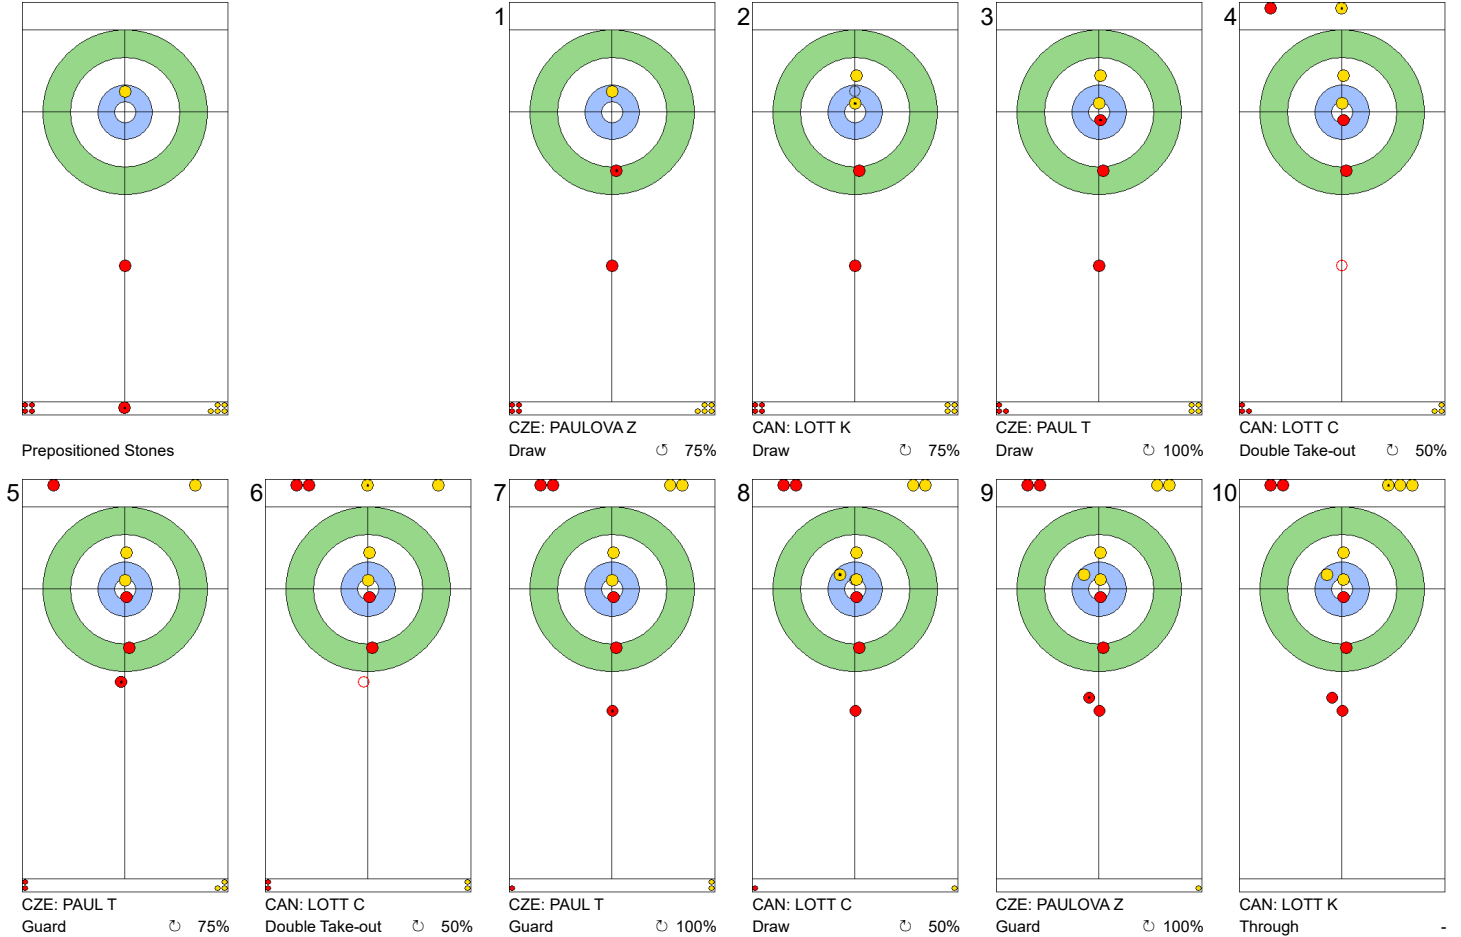 1
2
3
4
Prepositioned Stones
CZE: PAULOVA Z
Draw ↺ 75%
CAN: LOTT K
Draw ↻ 75%
CZE: PAUL T
Draw ↻ 100%
CAN: LOTT C
Double Take-out ↻ 50%
5
6
7
8
9
10
CZE: PAUL T
Guard ↻ 75%
CAN: LOTT C
Double Take-out ↻ 50%
CZE: PAUL T
Guard ↻ 100%
CAN: LOTT C
Draw ↻ 50%
CZE: PAULOVA Z
Guard ↻ 100%
CAN: LOTT K
Through -